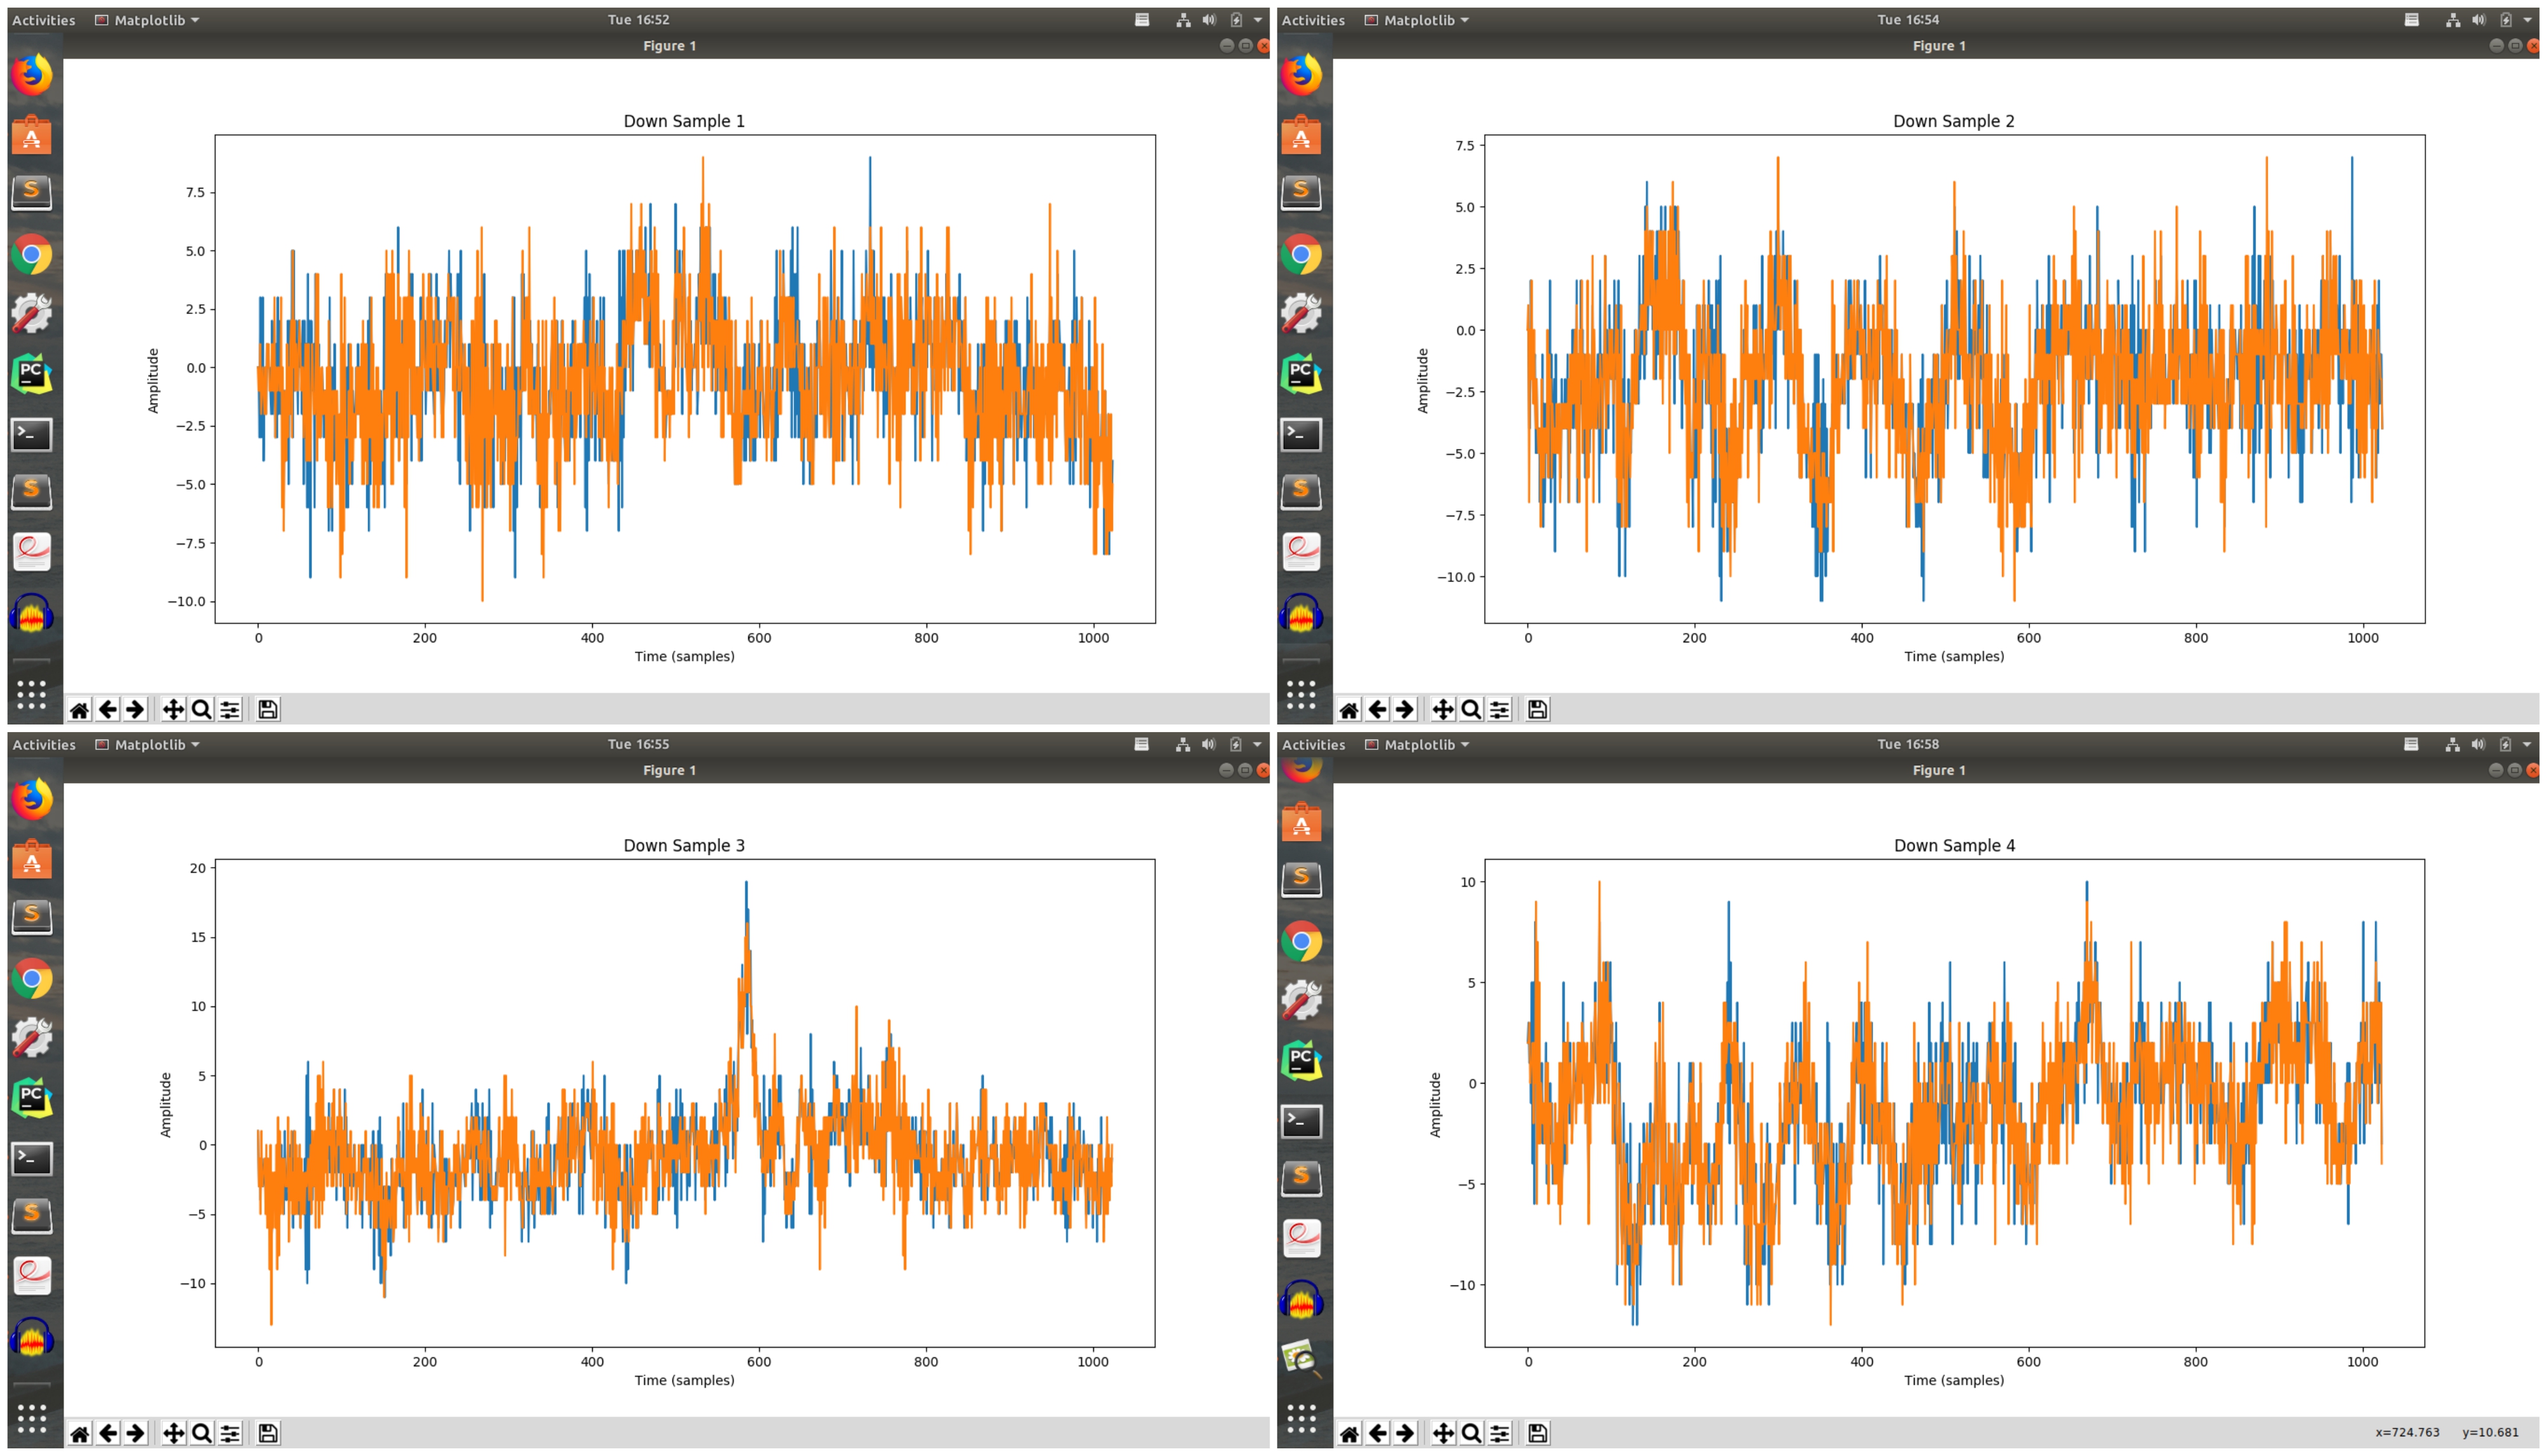 Activities Matplotlib Tue 16:52
Figure 1
Down Sample 1
7.5
5.0
2.5
0.0
−2.5
−5.0
−7.5
−10.0
Amplitude
0 200 400 600 800 1000
Time (samples)
S
PC
>_
S
Activities Matplotlib Tue 16:54
Figure 1
Down Sample 2
7.5
5.0
2.5
0.0
−2.5
−5.0
−7.5
−10.0
Amplitude
0 200 400 600 800 1000
Time (samples)
S
PC
>_
S
Activities Matplotlib Tue 16:55
Figure 1
Down Sample 3
20
15
10
5
0
−5
−10
Amplitude
0 200 400 600 800 1000
Time (samples)
S
PC
>_
S
Activities Matplotlib Tue 16:58
Figure 1
Down Sample 4
10
5
0
−5
−10
Amplitude
0 200 400 600 800 1000
Time (samples)
S
PC
>_
S
x=724.763 y=10.681